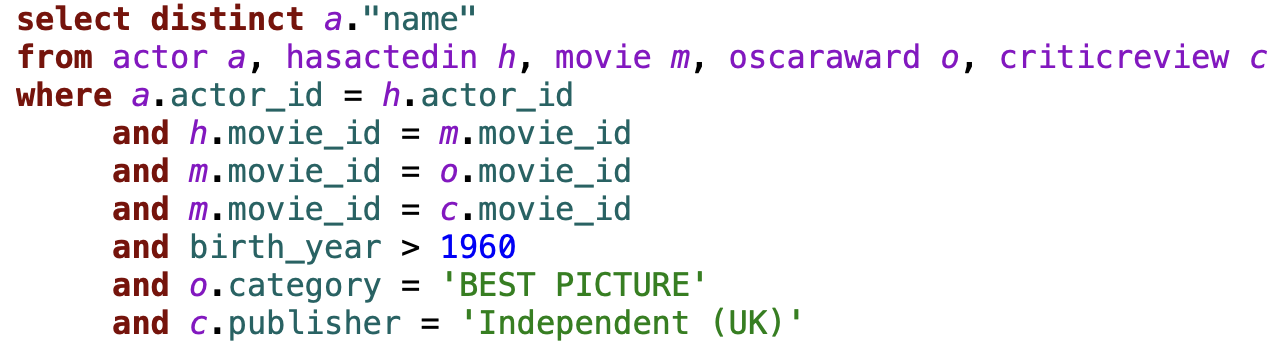 select distinct a."name"
from actor a, hasactedin h, movie m, oscaraward o, criticreview c
where a.actor_id = h.actor_id
and h.movie_id = m.movie_id
and m.movie_id = o.movie_id
and m.movie_id = c.movie_id
and birth_year > 1960
and o.category = 'BEST PICTURE'
and c.publisher = 'Independent (UK)'